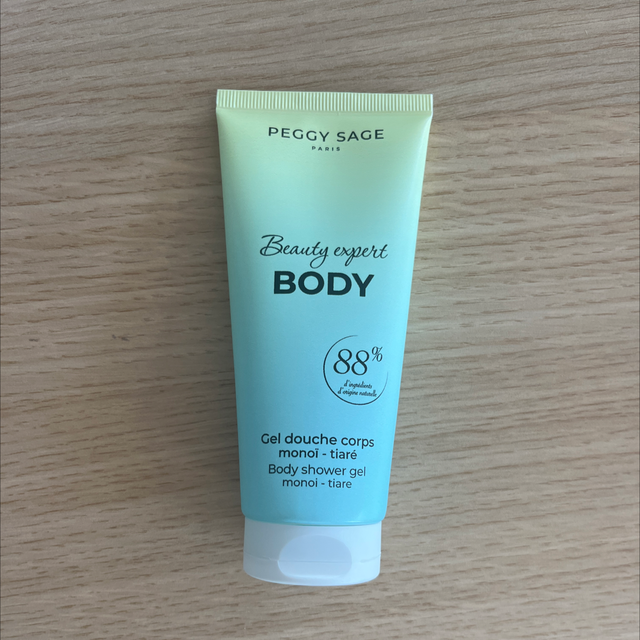 PEGGY SAGE
PARIS
Beauty expert
BODY
88%
d'ingrédients
d'origine naturelle
Gel douche corps
monoï - tiaré
Body shower gel
monoi - tiare